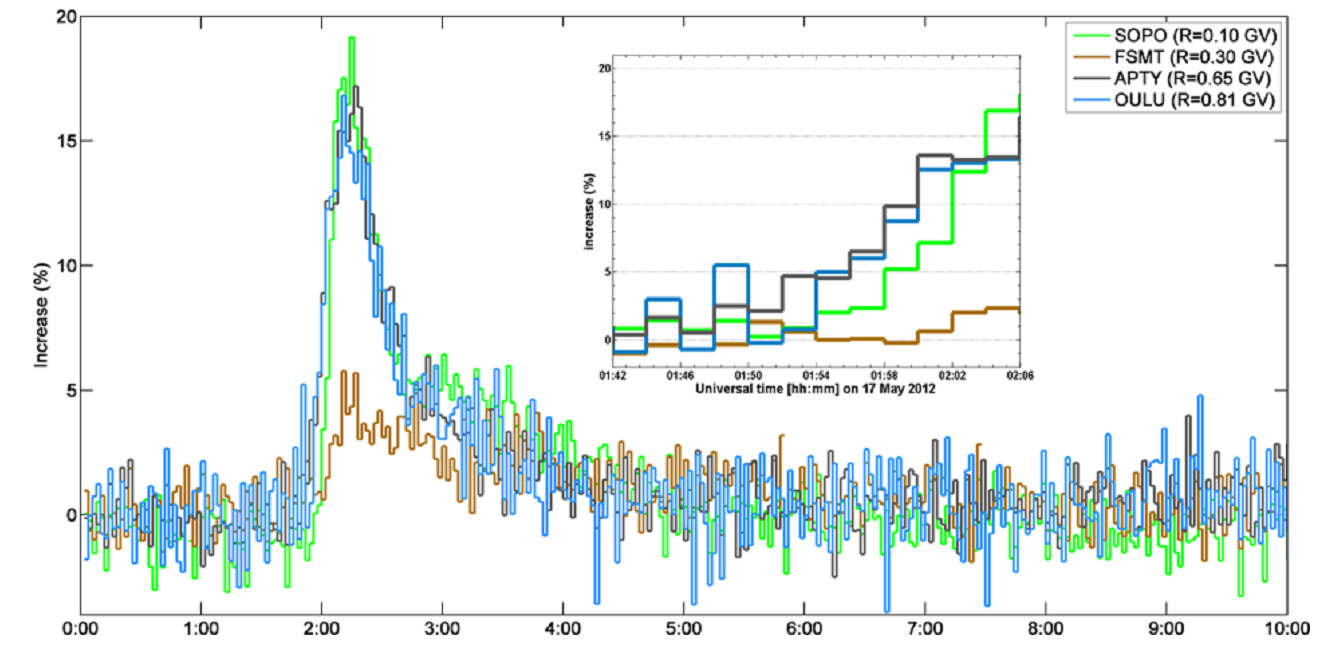 20
15
10
5
0
Increase (%)
0:00 1:00 2:00 3:00 4:00 5:00 6:00 7:00 8:00 9:00 10:00
SOPO (R=0.10 GV)
FSMT (R=0.30 GV)
APTY (R=0.65 GV)
OULU (R=0.81 GV)
20
15
10
5
0
increase (%)
01:42 01:46 01:50 01:54 01:58 02:02 02:06
Universal time [hh:mm] on 17 May 2012